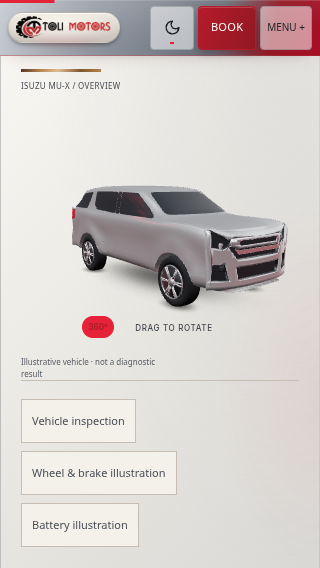 TOLI MOTORS
BOOK
MENU +
ISUZU MU-X / OVERVIEW
360°
DRAG TO ROTATE
Illustrative vehicle · not a diagnostic
result
Vehicle inspection
Wheel & brake illustration
Battery illustration